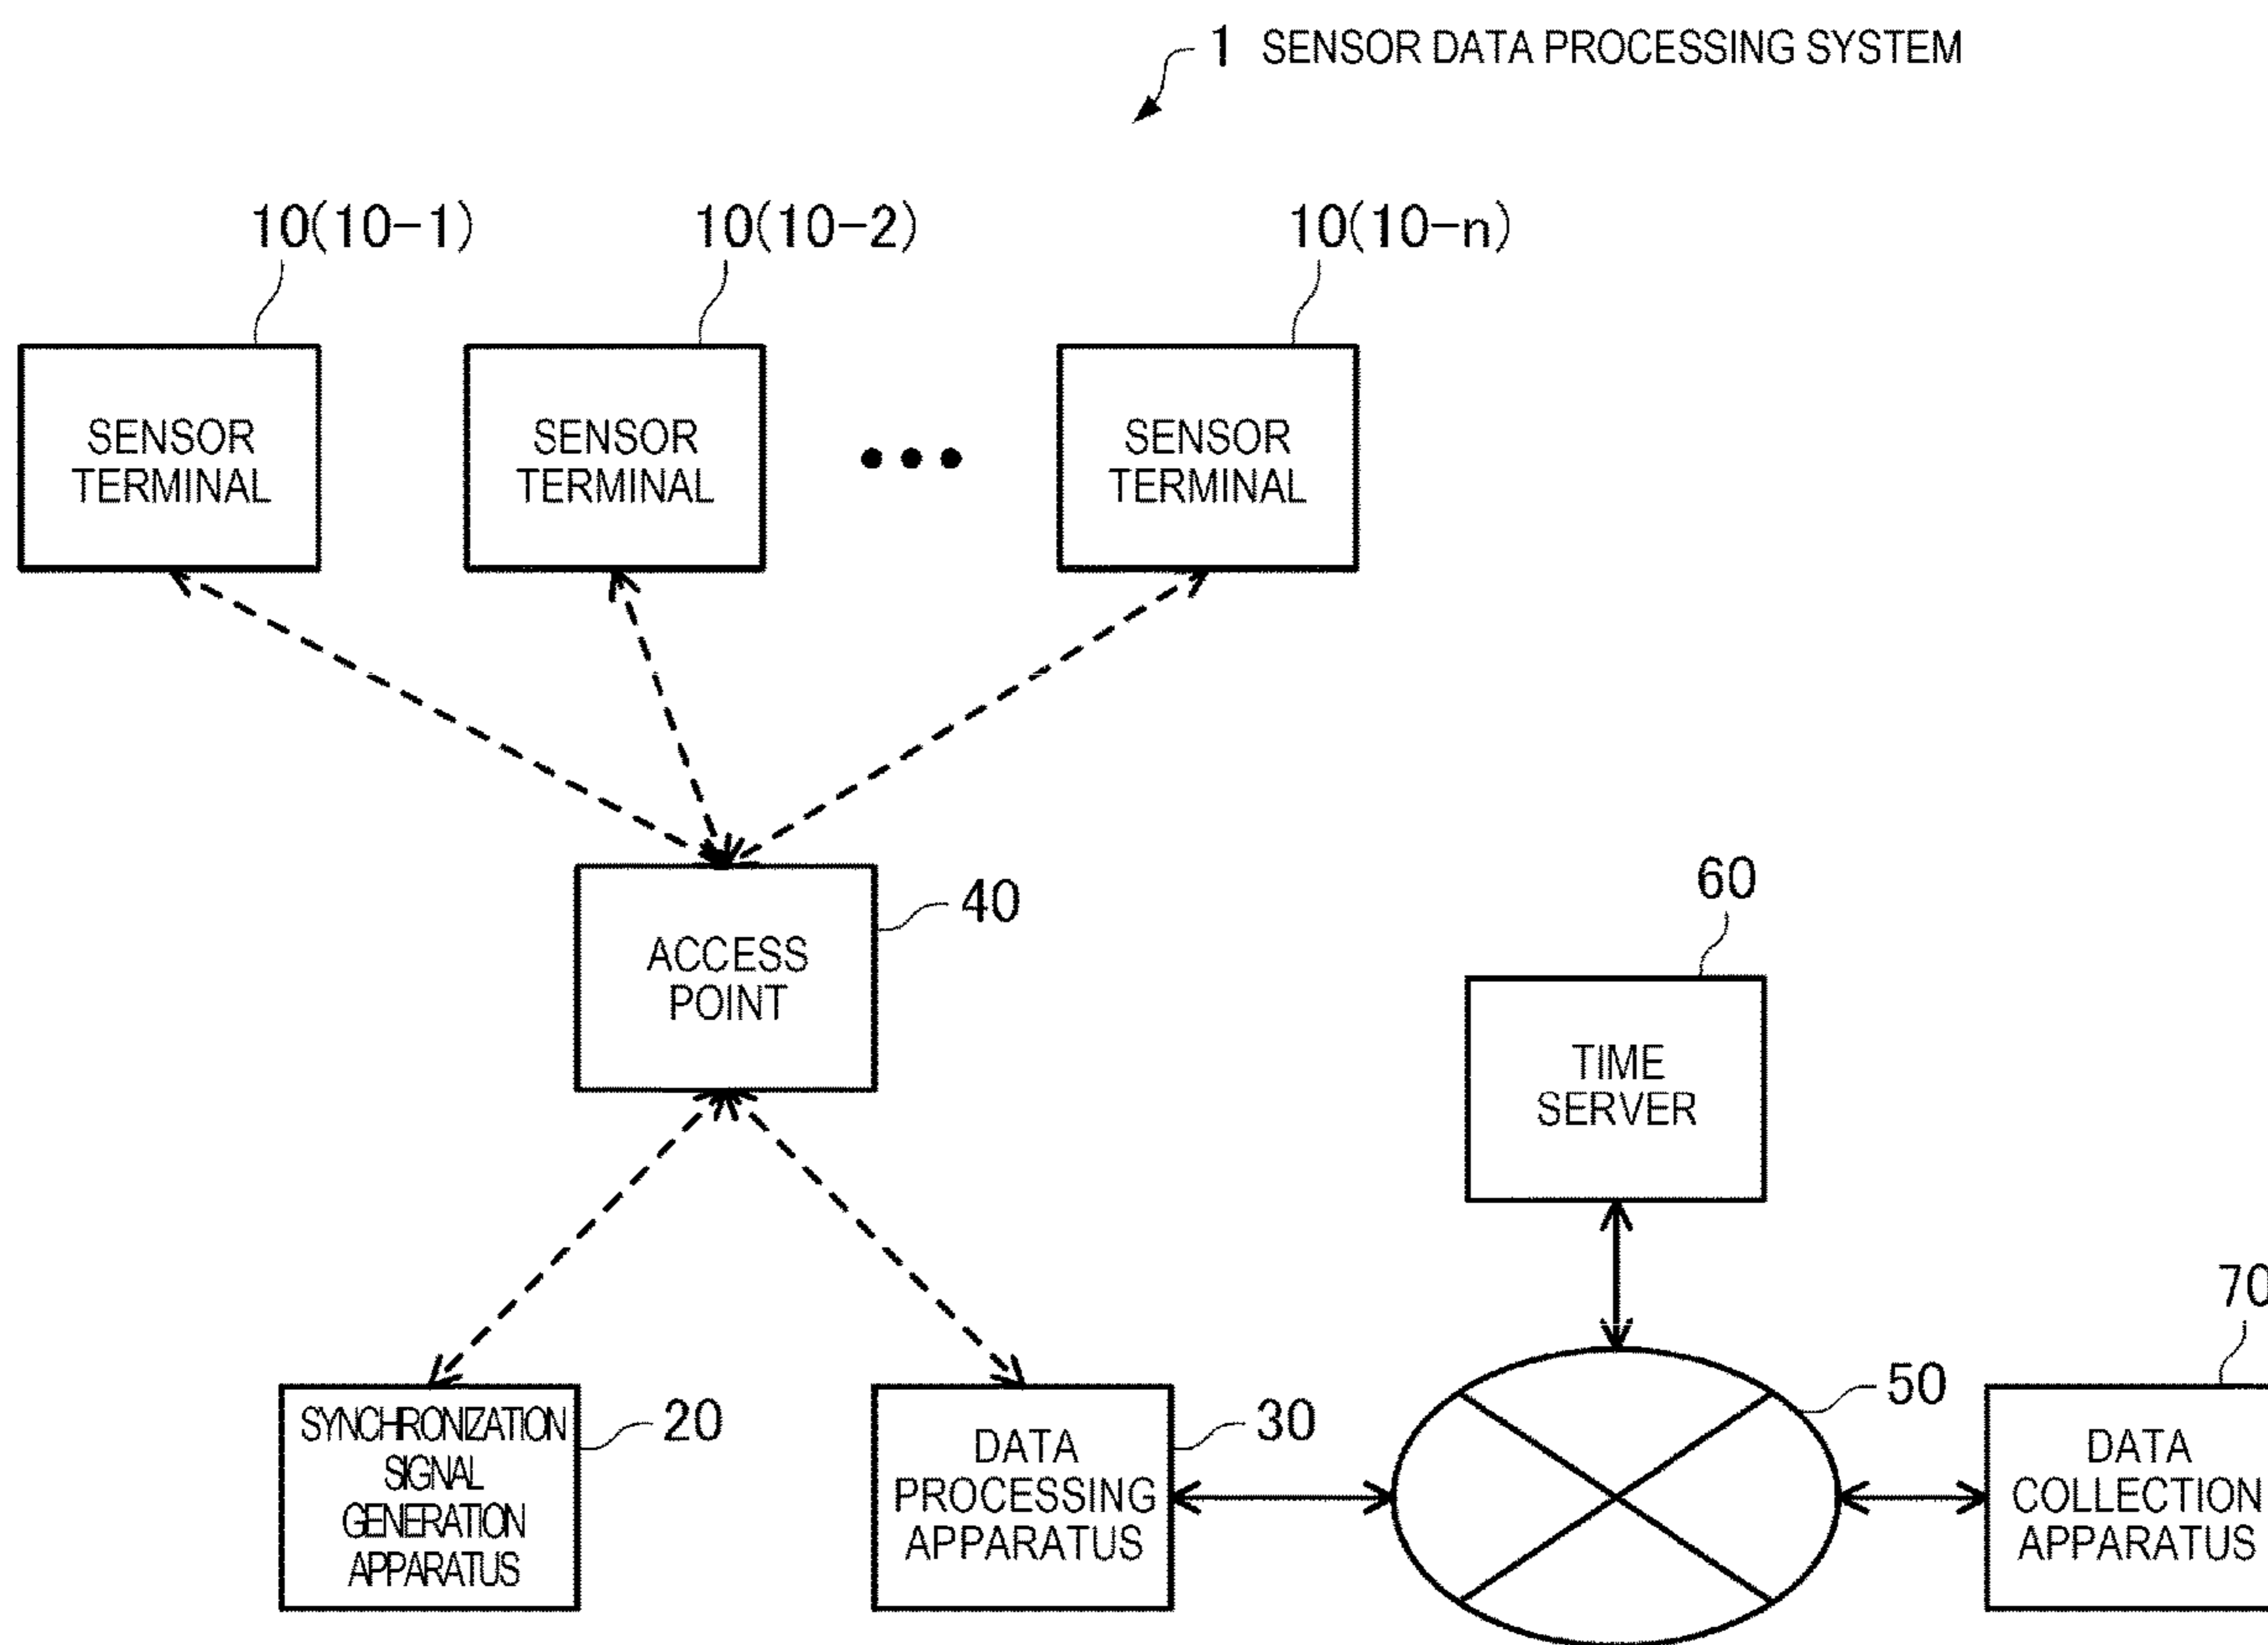 1 SENSOR DATA PROCESSING SYSTEM
10(10-1)
10(10-2)
10(10-n)
SENSOR
TERMINAL
SENSOR
TERMINAL
SENSOR
TERMINAL
40
ACCESS
POINT
60
TIME
SERVER
70
20
SYNCHRONIZATION
SIGNAL
GENERATION
APPARATUS
30
DATA
PROCESSING
APPARATUS
50
DATA
COLLECTION
APPARATUS